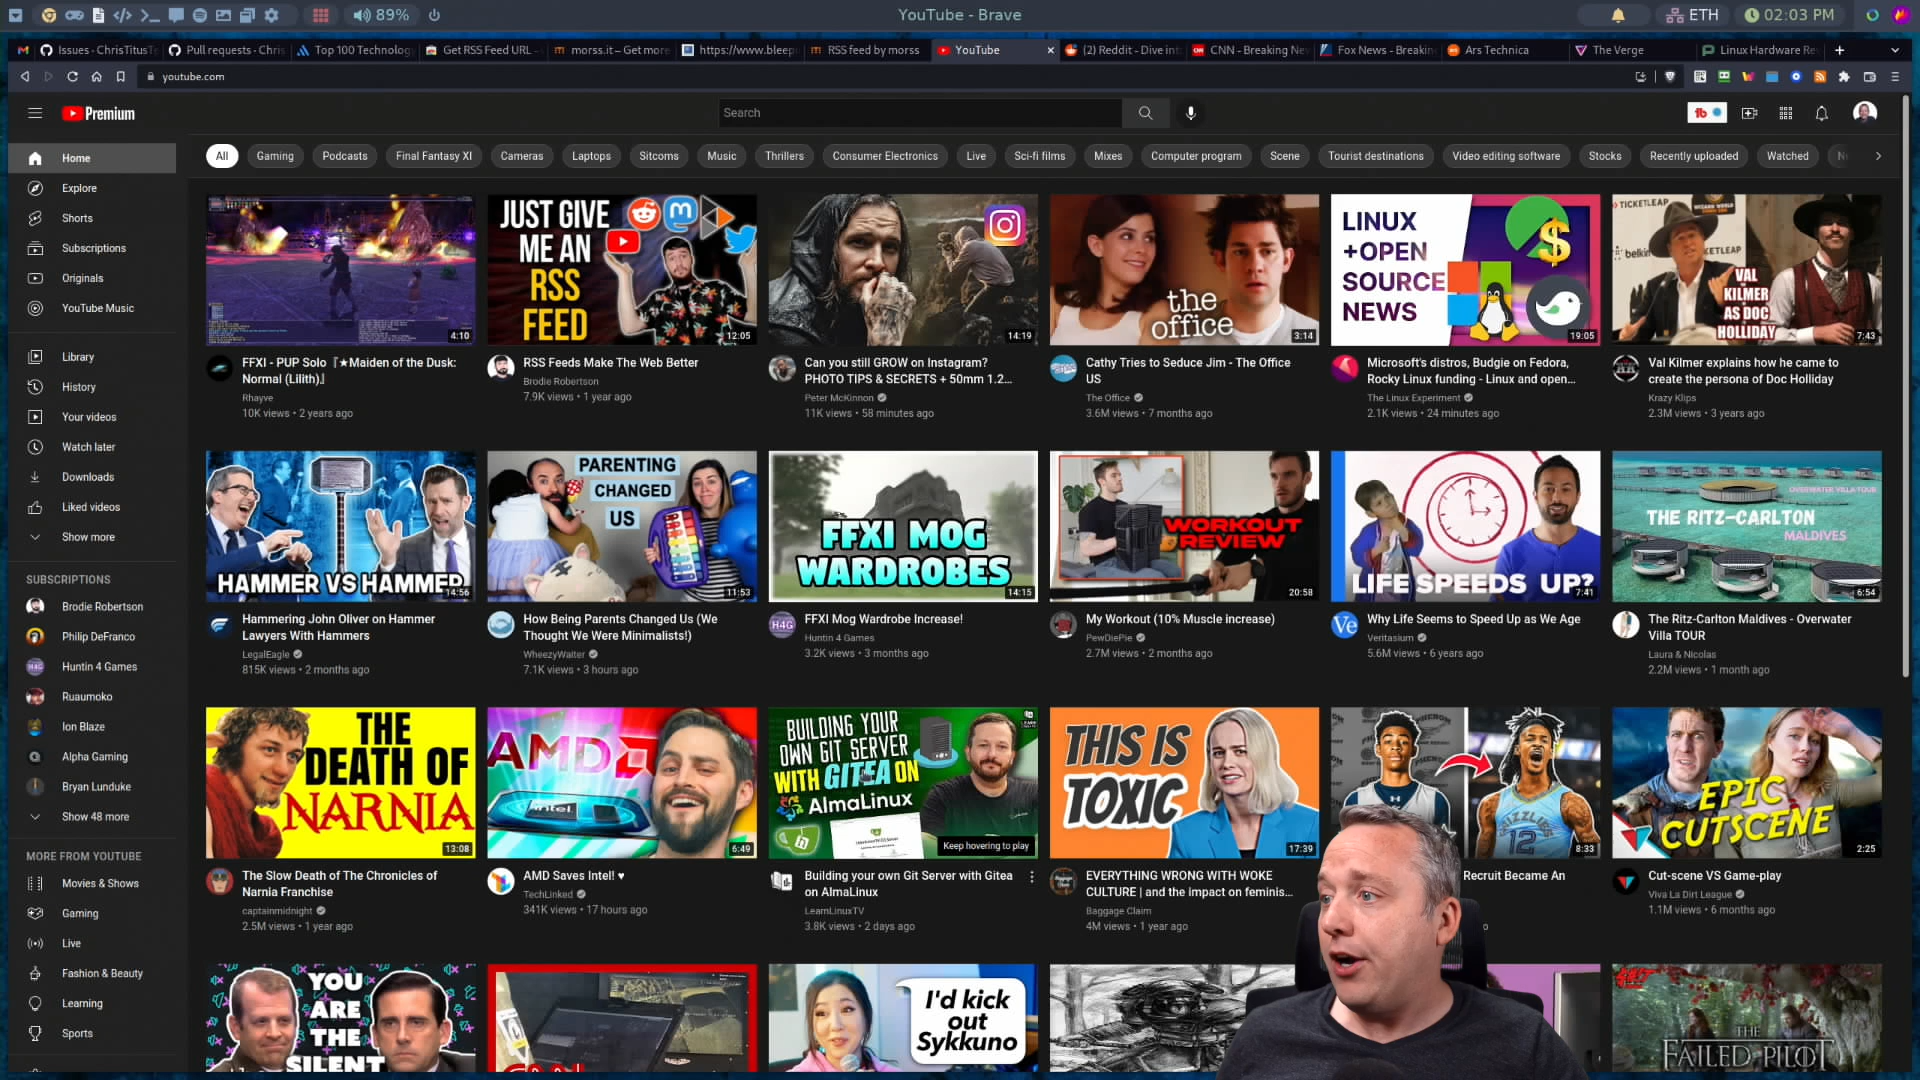 89%
YouTube - Brave
ETH
02:03 PM
Issues - ChrisTitusTe
Pull requests - Chris
Top 100 Technolog
Get RSS Feed URL -
morss.it – Get more
https://www.bleep
RSS feed by morss
YouTube
(2) Reddit - Dive int
CNN - Breaking Nev
Fox News - Breakin
Ars Technica
The Verge
Linux Hardware Re
youtube.com
Premium
Search
Home
Explore
Shorts
Subscriptions
Originals
YouTube Music
Library
History
Your videos
Watch later
Downloads
Liked videos
Show more
SUBSCRIPTIONS
Brodie Robertson
Philip DeFranco
Huntin 4 Games
Ruaumoko
Ion Blaze
Alpha Gaming
Bryan Lunduke
Show 48 more
MORE FROM YOUTUBE
Movies & Shows
Gaming
Live
Fashion & Beauty
Learning
Sports
All
Gaming
Podcasts
Final Fantasy XI
Cameras
Laptops
Sitcoms
Music
Thrillers
Consumer Electronics
Live
Sci-fi films
Mixes
Computer program
Scene
Tourist destinations
Video editing software
Stocks
Recently uploaded
Watched
4:10
FFXI - PUP Solo『★Maiden of the Dusk:
Normal (Lilith)』
Rhayve
10K views • 2 years ago
JUST GIVE
ME AN
RSS
FEED
12:05
RSS Feeds Make The Web Better
Brodie Robertson
7.9K views • 1 year ago
14:19
Can you still GROW on Instagram?
PHOTO TIPS & SECRETS + 50mm 1.2...
Peter McKinnon
11K views • 58 minutes ago
the
office
3:14
Cathy Tries to Seduce Jim - The Office
US
The Office
3.6M views • 7 months ago
LINUX
+OPEN
SOURCE
NEWS
19:05
Microsoft's distros, Budgie on Fedora,
Rocky Linux funding - Linux and open...
The Linux Experiment
2.1K views • 24 minutes ago
TICKETLEAP
belkin
VAL
KILMER
AS DOC
HOLLIDAY
7:43
Val Kilmer explains how he came to
create the persona of Doc Holliday
Krazy Klips
2.3M views • 3 years ago
HAMMER VS HAMMER
14:56
Hammering John Oliver on Hammer
Lawyers With Hammers
LegalEagle
815K views • 2 months ago
PARENTING
CHANGED
US
11:53
How Being Parents Changed Us (We
Thought We Were Minimalists!)
WheezyWaiter
7.1K views • 3 hours ago
FFXI MOG
WARDROBES
14:15
H4G
FFXI Mog Wardrobe Increase!
Huntin 4 Games
3.2K views • 3 months ago
WORKOUT
REVIEW
20:58
My Workout (10% Muscle increase)
PewDiePie
2.7M views • 2 months ago
LIFE SPEEDS UP?
7:41
Ve
Why Life Seems to Speed Up as We Age
Veritasium
5.6M views • 6 years ago
OVERWATER VILLA TOUR
THE RITZ-CARLTON
MALDIVES
6:54
The Ritz-Carlton Maldives - Overwater
Villa TOUR
Laura & Nicolas
2.2M views • 1 month ago
THE
DEATH OF
NARNIA
13:08
The Slow Death of The Chronicles of
Narnia Franchise
captainmidnight
2.5M views • 1 year ago
AMD
intel
6:49
AMD Saves Intel! ♥
TechLinked
341K views • 17 hours ago
BUILDING YOUR
OWN GIT SERVER
WITH GITEA ON
AlmaLinux
Keep hovering to play
Building your own Git Server with Gitea
on AlmaLinux
LearnLinuxTV
3.8K views • 2 days ago
THIS IS
TOXIC
17:39
EVERYTHING WRONG WITH WOKE
CULTURE | and the impact on feminis...
Baggage Claim
4M views • 1 year ago
PHENOM
GRIZZLIES
12
8:33
Recruit Became An
EPIC
CUTSCENE
2:25
Cut-scene VS Game-play
Viva La Dirt League
1.1M views • 6 months ago
YOU
ARE
THE
SILENT
I'd kick
out
Sykkuno
THE
FAILED PILOT